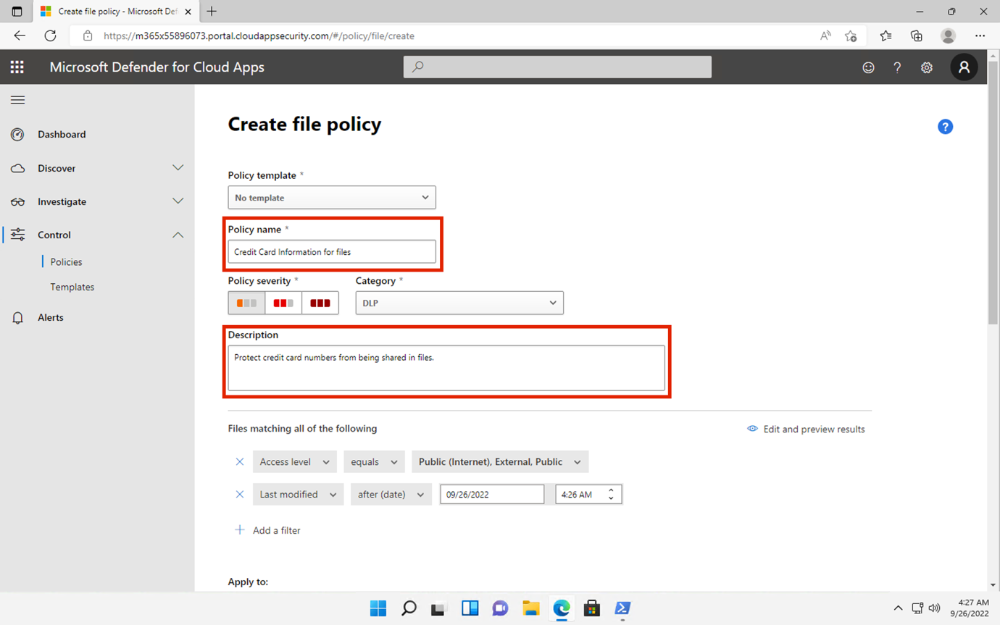 Create file policy - Microsoft Def
https://m365x55896073.portal.cloudappsecurity.com/#/policy/file/create
Microsoft Defender for Cloud Apps
Dashboard
Discover
Investigate
Control
Policies
Templates
Alerts
Create file policy
Policy template *
No template
Policy name *
Credit Card Information for files
Policy severity * Category *
DLP
Description
Protect credit card numbers from being shared in files.
Files matching all of the following Edit and preview results
Access level equals Public (Internet), External, Public
Last modified after (date) 09/26/2022 4:26 AM
Add a filter
Apply to:
4:27 AM
9/26/2022